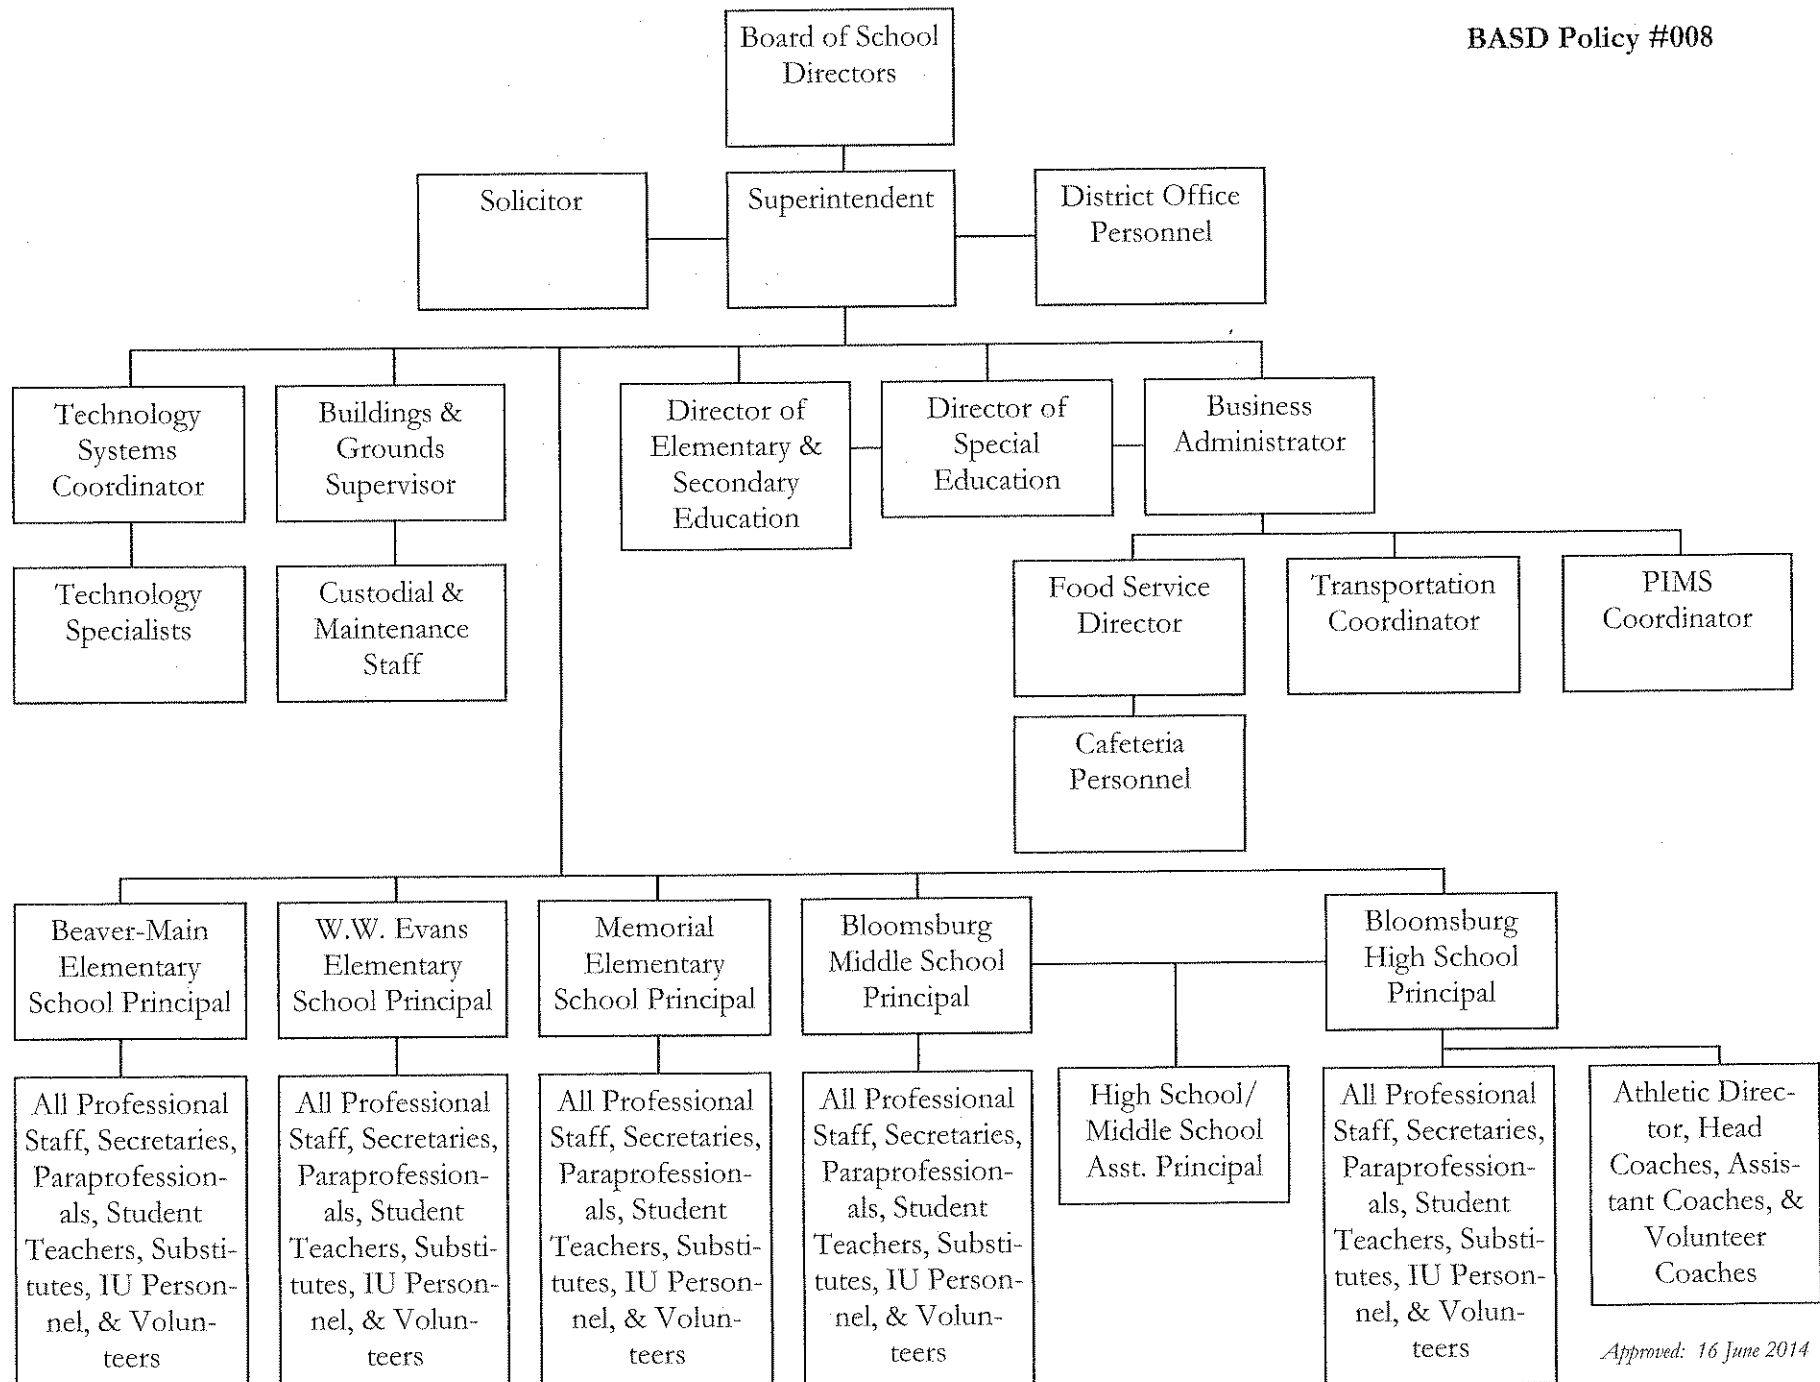 BASD Policy #008
Board of School
Directors
Solicitor
Superintendent
District Office
Personnel
Technology
Systems
Coordinator
Buildings &
Grounds
Supervisor
Director of
Elementary &
Secondary
Education
Director of
Special
Education
Business
Administrator
Technology
Specialists
Custodial &
Maintenance
Staff
Food Service
Director
Transportation
Coordinator
PIMS
Coordinator
Cafeteria
Personnel
Beaver-Main
Elementary
School Principal
W.W. Evans
Elementary
School Principal
Memorial
Elementary
School Principal
Bloomsburg
Middle School
Principal
Bloomsburg
High School
Principal
All Professional
Staff, Secretaries,
Paraprofession-
als, Student
Teachers, Substi-
tutes, IU Person-
nel, & Volun-
teers
All Professional
Staff, Secretaries,
Paraprofession-
als, Student
Teachers, Substi-
tutes, IU Person-
nel, & Volun-
teers
All Professional
Staff, Secretaries,
Paraprofession-
als, Student
Teachers, Substi-
tutes, IU Person-
nel, & Volun-
teers
All Professional
Staff, Secretaries,
Paraprofession-
als, Student
Teachers, Substi-
tutes, IU Person-
nel, & Volun-
teers
High School/
Middle School
Asst. Principal
All Professional
Staff, Secretaries,
Paraprofession-
als, Student
Teachers, Substi-
tutes, IU Person-
nel, & Volun-
teers
Athletic Direc-
tor, Head
Coaches, Assis-
tant Coaches, &
Volunteer
Coaches
Approved: 16 June 2014